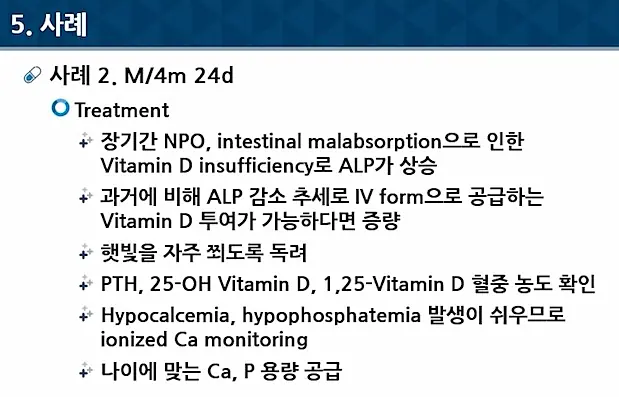 5. 사례
사례 2. M/4m 24d
Treatment
장기간 NPO, intestinal malabsorption으로 인한
Vitamin D insufficiency로 ALP가 상승
과거에 비해 ALP 감소 추세로 IV form으로 공급하는
Vitamin D 투여가 가능하다면 증량
햇빛을 자주 쬐도록 독려
PTH, 25-OH Vitamin D, 1,25-Vitamin D 혈중 농도 확인
Hypocalcemia, hypophosphatemia 발생이 쉬우므로
ionized Ca monitoring
나이에 맞는 Ca, P 용량 공급